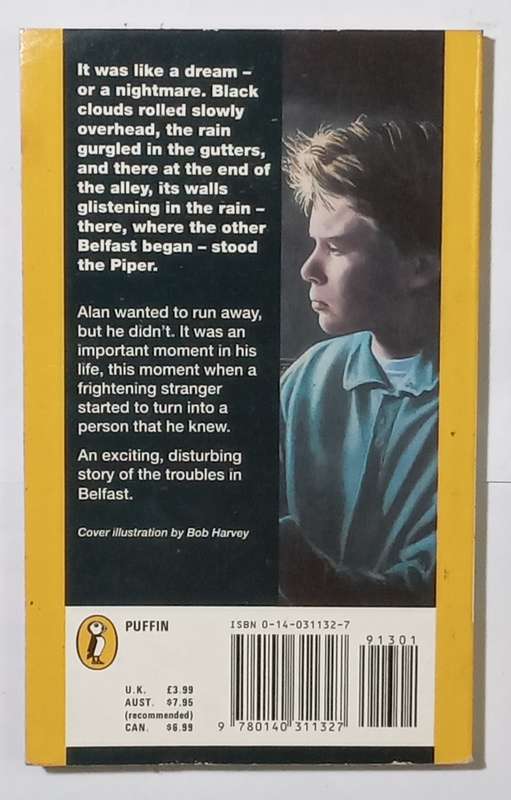 It was like a dream –
or a nightmare. Black
clouds rolled slowly
overhead, the rain
gurgled in the gutters,
and there at the end of
the alley, its walls
glistening in the rain –
there, where the other
Belfast began – stood
the Piper.
Alan wanted to run away,
but he didn't. It was an
important moment in his
life, this moment when a
frightening stranger
started to turn into a
person that he knew.
An exciting, disturbing
story of the troubles in
Belfast.
Cover illustration by Bob Harvey
PUFFIN
U.K. £3.99
AUST. $7.95
(recommended)
CAN. $6.99
ISBN 0-14-031132-7
91301
9 780140 311327